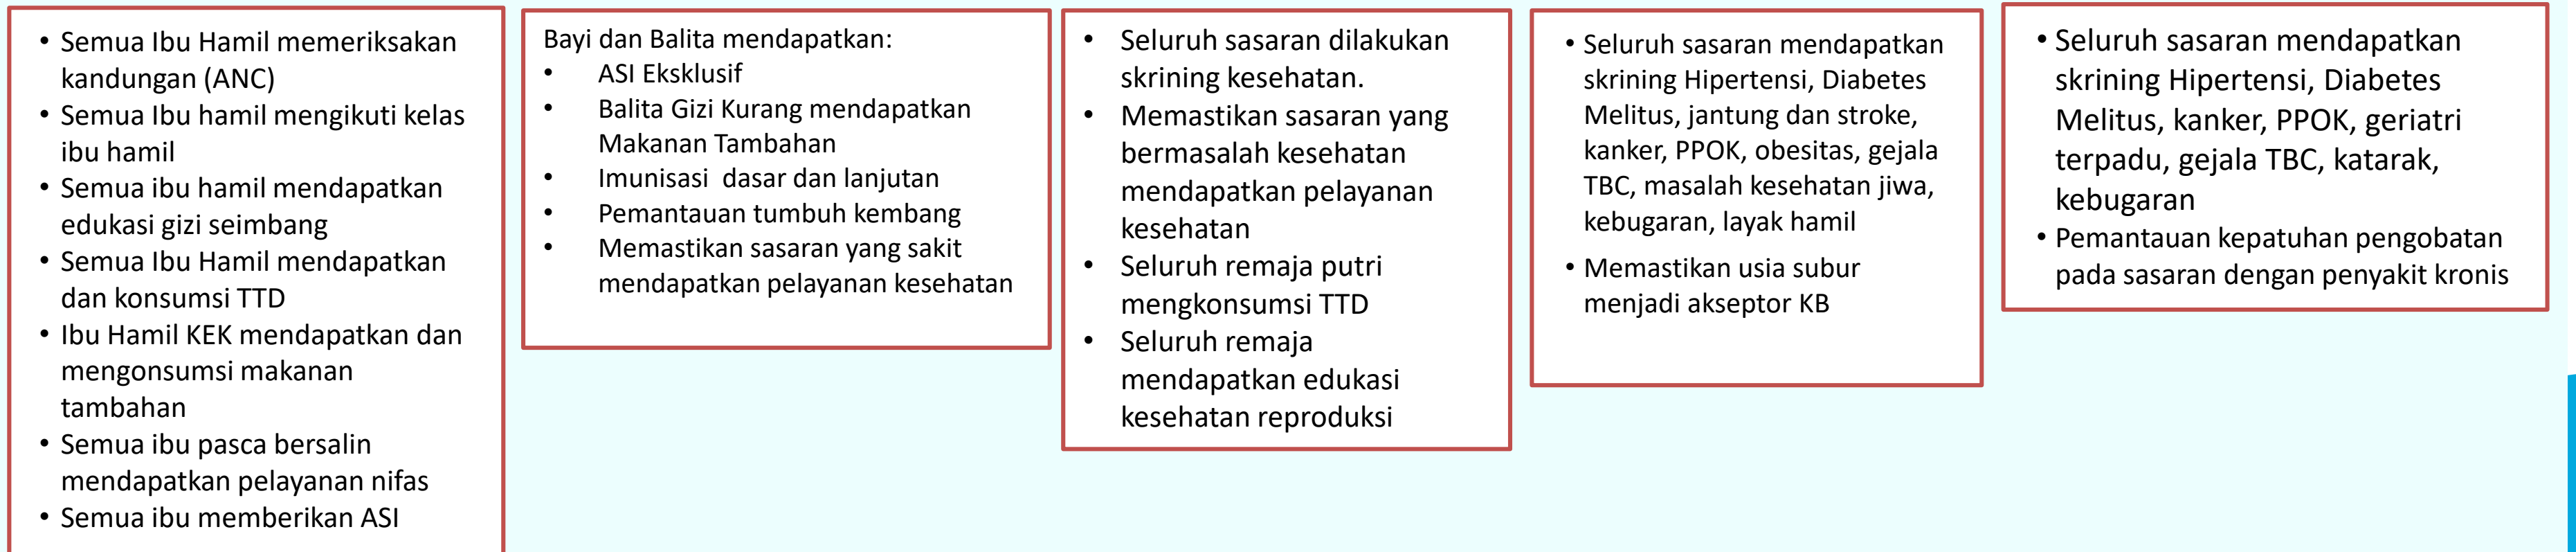 • Semua Ibu Hamil memeriksakan
kandungan (ANC)
• Semua Ibu hamil mengikuti kelas
ibu hamil
• Semua ibu hamil mendapatkan
edukasi gizi seimbang
• Semua Ibu Hamil mendapatkan
dan konsumsi TTD
• Ibu Hamil KEK mendapatkan dan
mengonsumsi makanan
tambahan
• Semua ibu pasca bersalin
mendapatkan pelayanan nifas
• Semua ibu memberikan ASI
Bayi dan Balita mendapatkan:
• ASI Eksklusif
• Balita Gizi Kurang mendapatkan
Makanan Tambahan
• Imunisasi dasar dan lanjutan
• Pemantauan tumbuh kembang
• Memastikan sasaran yang sakit
mendapatkan pelayanan kesehatan
• Seluruh sasaran dilakukan
skrining kesehatan.
• Memastikan sasaran yang
bermasalah kesehatan
mendapatkan pelayanan
kesehatan
• Seluruh remaja putri
mengkonsumsi TTD
• Seluruh remaja
mendapatkan edukasi
kesehatan reproduksi
• Seluruh sasaran mendapatkan
skrining Hipertensi, Diabetes
Melitus, jantung dan stroke,
kanker, PPOK, obesitas, gejala
TBC, masalah kesehatan jiwa,
kebugaran, layak hamil
• Memastikan usia subur
menjadi akseptor KB
• Seluruh sasaran mendapatkan
skrining Hipertensi, Diabetes
Melitus, kanker, PPOK, geriatri
terpadu, gejala TBC, katarak,
kebugaran
• Pemantauan kepatuhan pengobatan
pada sasaran dengan penyakit kronis